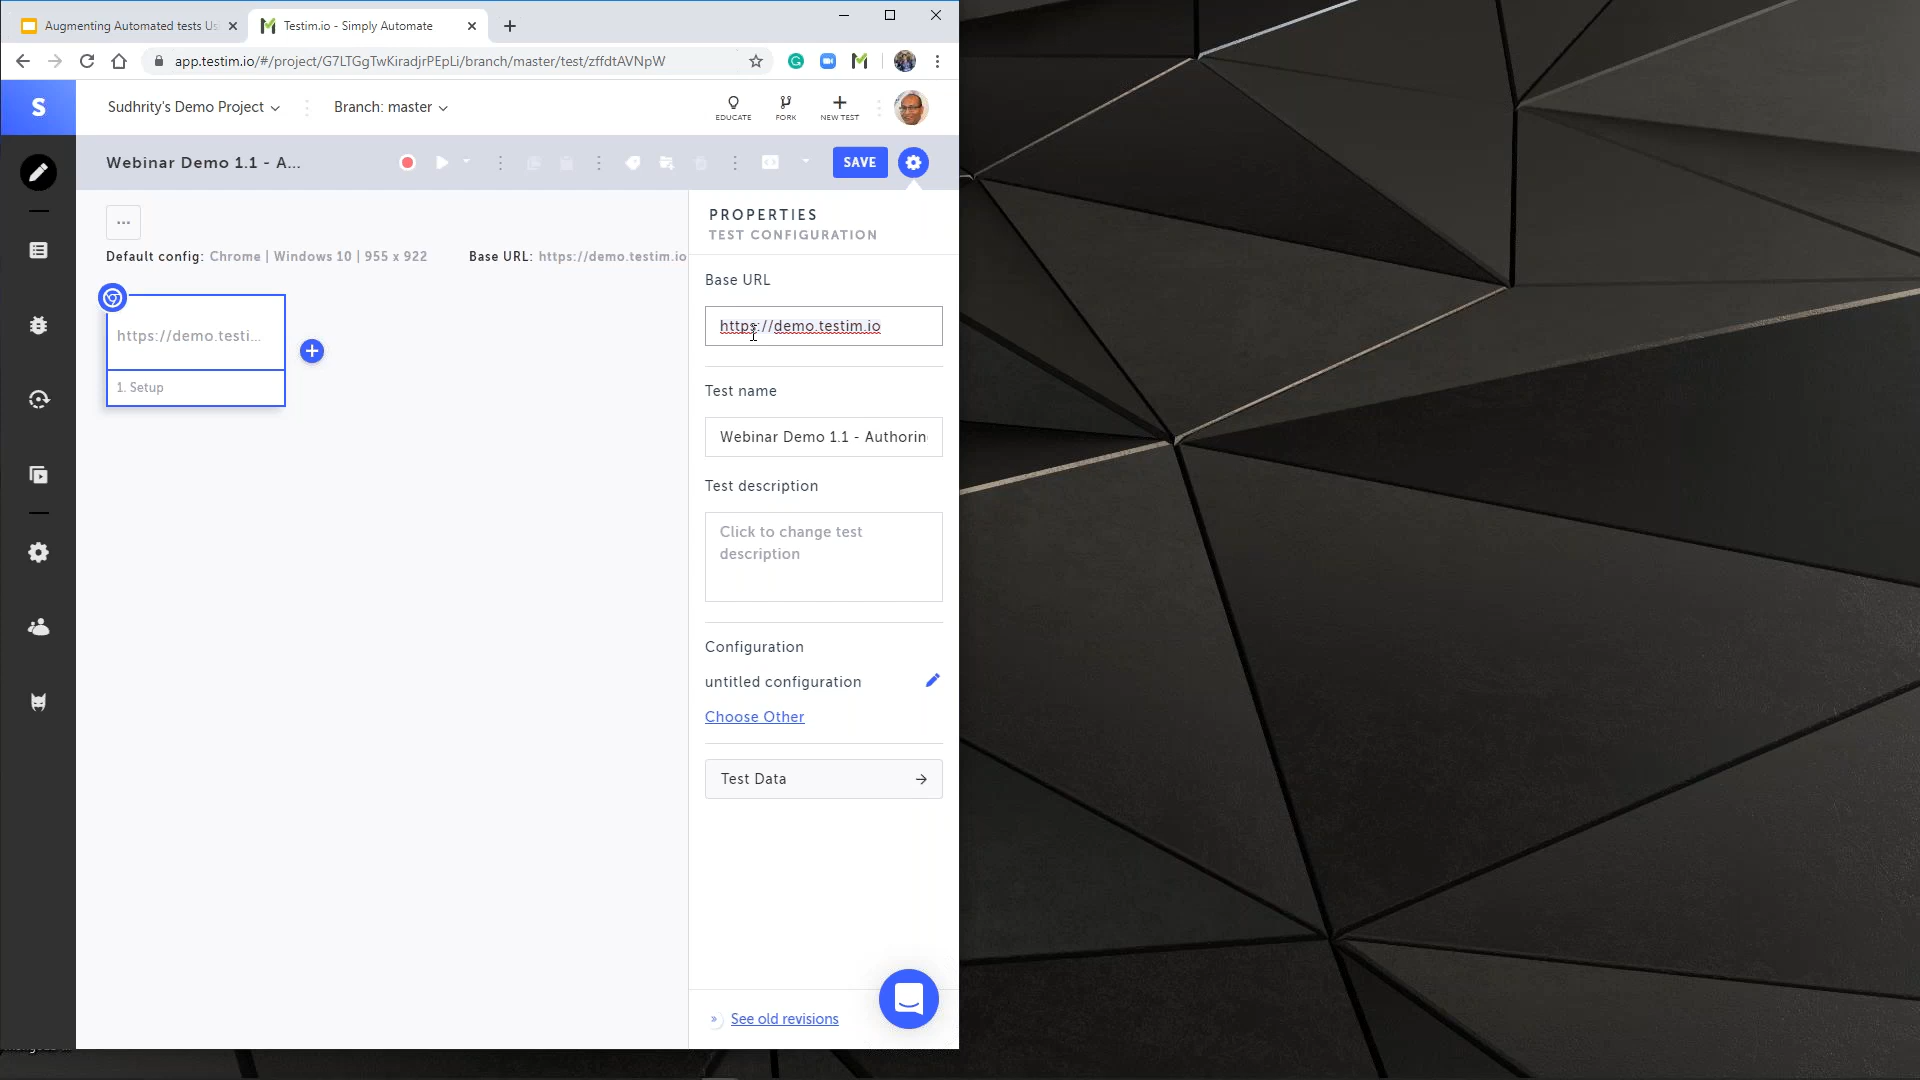 Augmenting Automated tests Us
Testim.io - Simply Automate
app.testim.io/#/project/G7LTGgTwKiradjrPEpLi/branch/master/test/zffdtAVNpW
S
Sudhrity's Demo Project
Branch: master
EDUCATE
FORK
NEW TEST
Webinar Demo 1.1 - A...
SAVE
...
Default config: Chrome | Windows 10 | 955 x 922
Base URL: https://demo.testim.io
https://demo.testi...
1. Setup
PROPERTIES
TEST CONFIGURATION
Base URL
https://demo.testim.io
Test name
Webinar Demo 1.1 - Authorin
Test description
Click to change test
description
Configuration
untitled configuration
Choose Other
Test Data
See old revisions